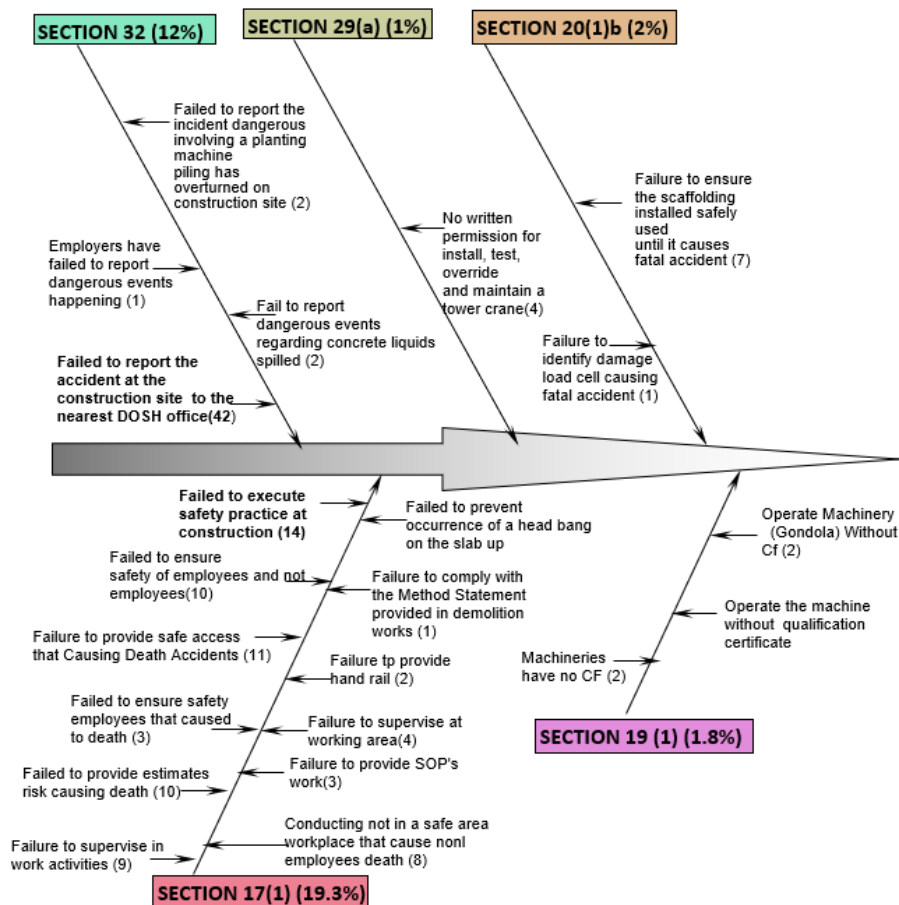 SECTION 32 (12%)
SECTION 29(a) (1%)
SECTION 20(1)b (2%)
Failed to report the
incident dangerous
involving a planting
machine
piling has
overturned on
construction site (2)
Employers have
failed to report
dangerous events
happening (1)
Fail to report
dangerous events
regarding concrete liquids
spilled (2)
Failed to report the
accident at the
construction site to the
nearest DOSH office(42)
No written
permission for
install, test,
override
and maintain a
tower crane(4)
Failure to ensure
the scaffolding
installed safely
used
until it causes
fatal accident (7)
Failure to
identify damage
load cell causing
fatal accident (1)
Failed to execute
safety practice at
construction (14)
Failed to prevent
occurrence of a head bang
on the slab up
Failed to ensure
safety of employees and not
employees(10)
Failure to comply with
the Method Statement
provided in demolition
works (1)
Failure to provide safe access
that Causing Death Accidents (11)
Failure tp provide
hand rail (2)
Failed to ensure safety
employees that caused
to death (3)
Failure to supervise at
working area(4)
Failed to provide estimates
risk causing death (10)
Failure to provide SOP's
work(3)
Failure to supervise in
work activities (9)
Conducting not in a safe area
workplace that cause nonl
employees death (8)
SECTION 17(1) (19.3%)
Operate Machinery
(Gondola) Without
Cf (2)
Operate the machine
without qualification
certificate
Machineries
have no CF (2)
SECTION 19 (1) (1.8%)